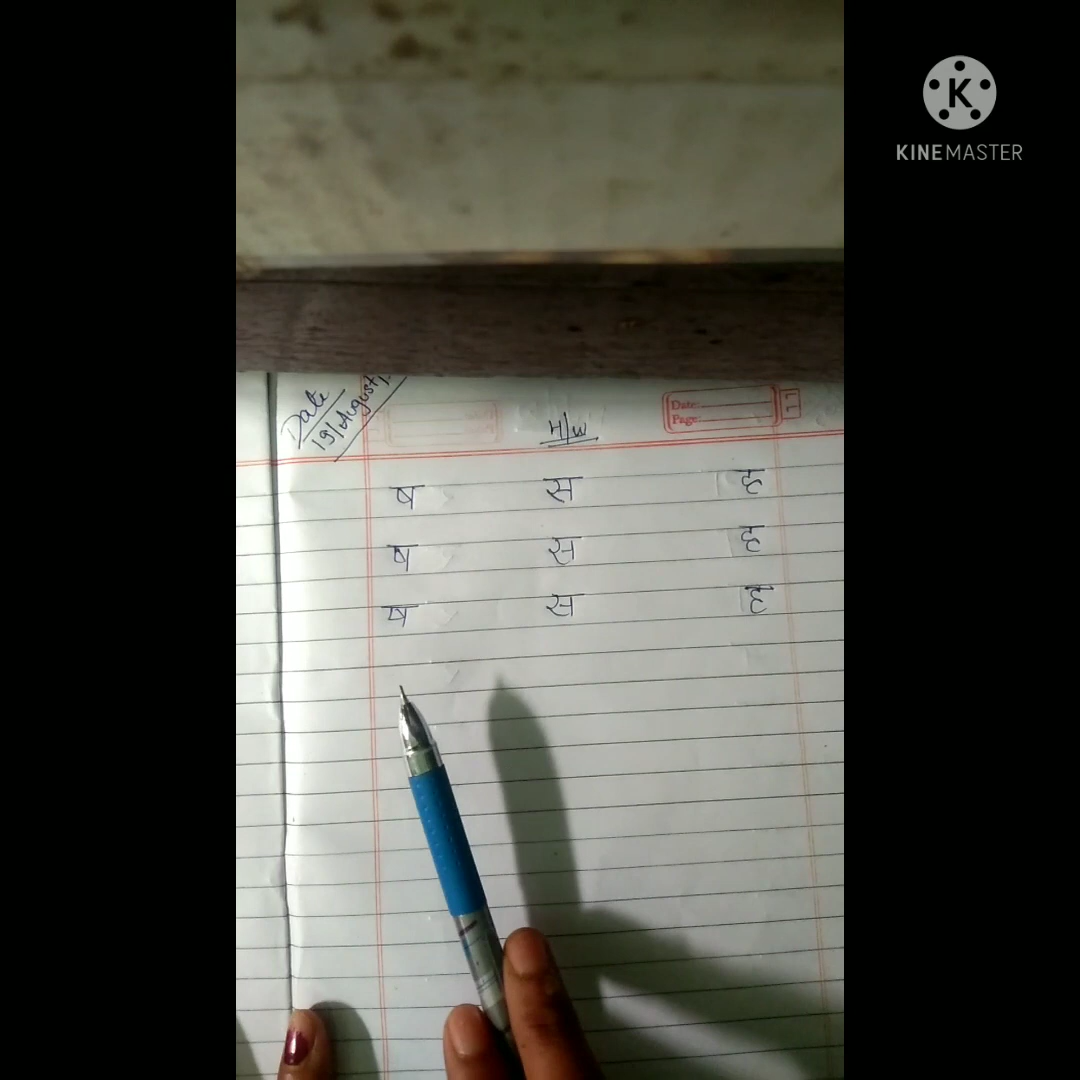 KINEMASTER
Date
19/August/
H/W
Date:
Page:
ष स ह
ष स ह
ष स ह